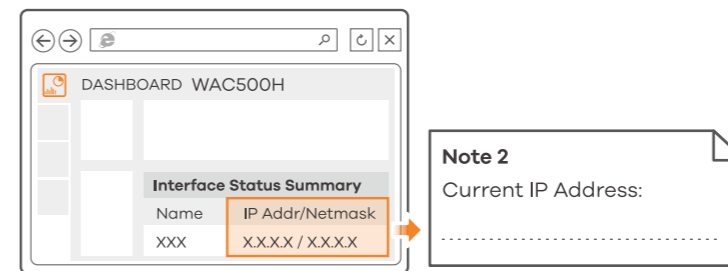 DASHBOARD WAC500H
Interface Status Summary
Name IP Addr/Netmask
XXX X.X.X.X / X.X.X.X
Note 2
Current IP Address: